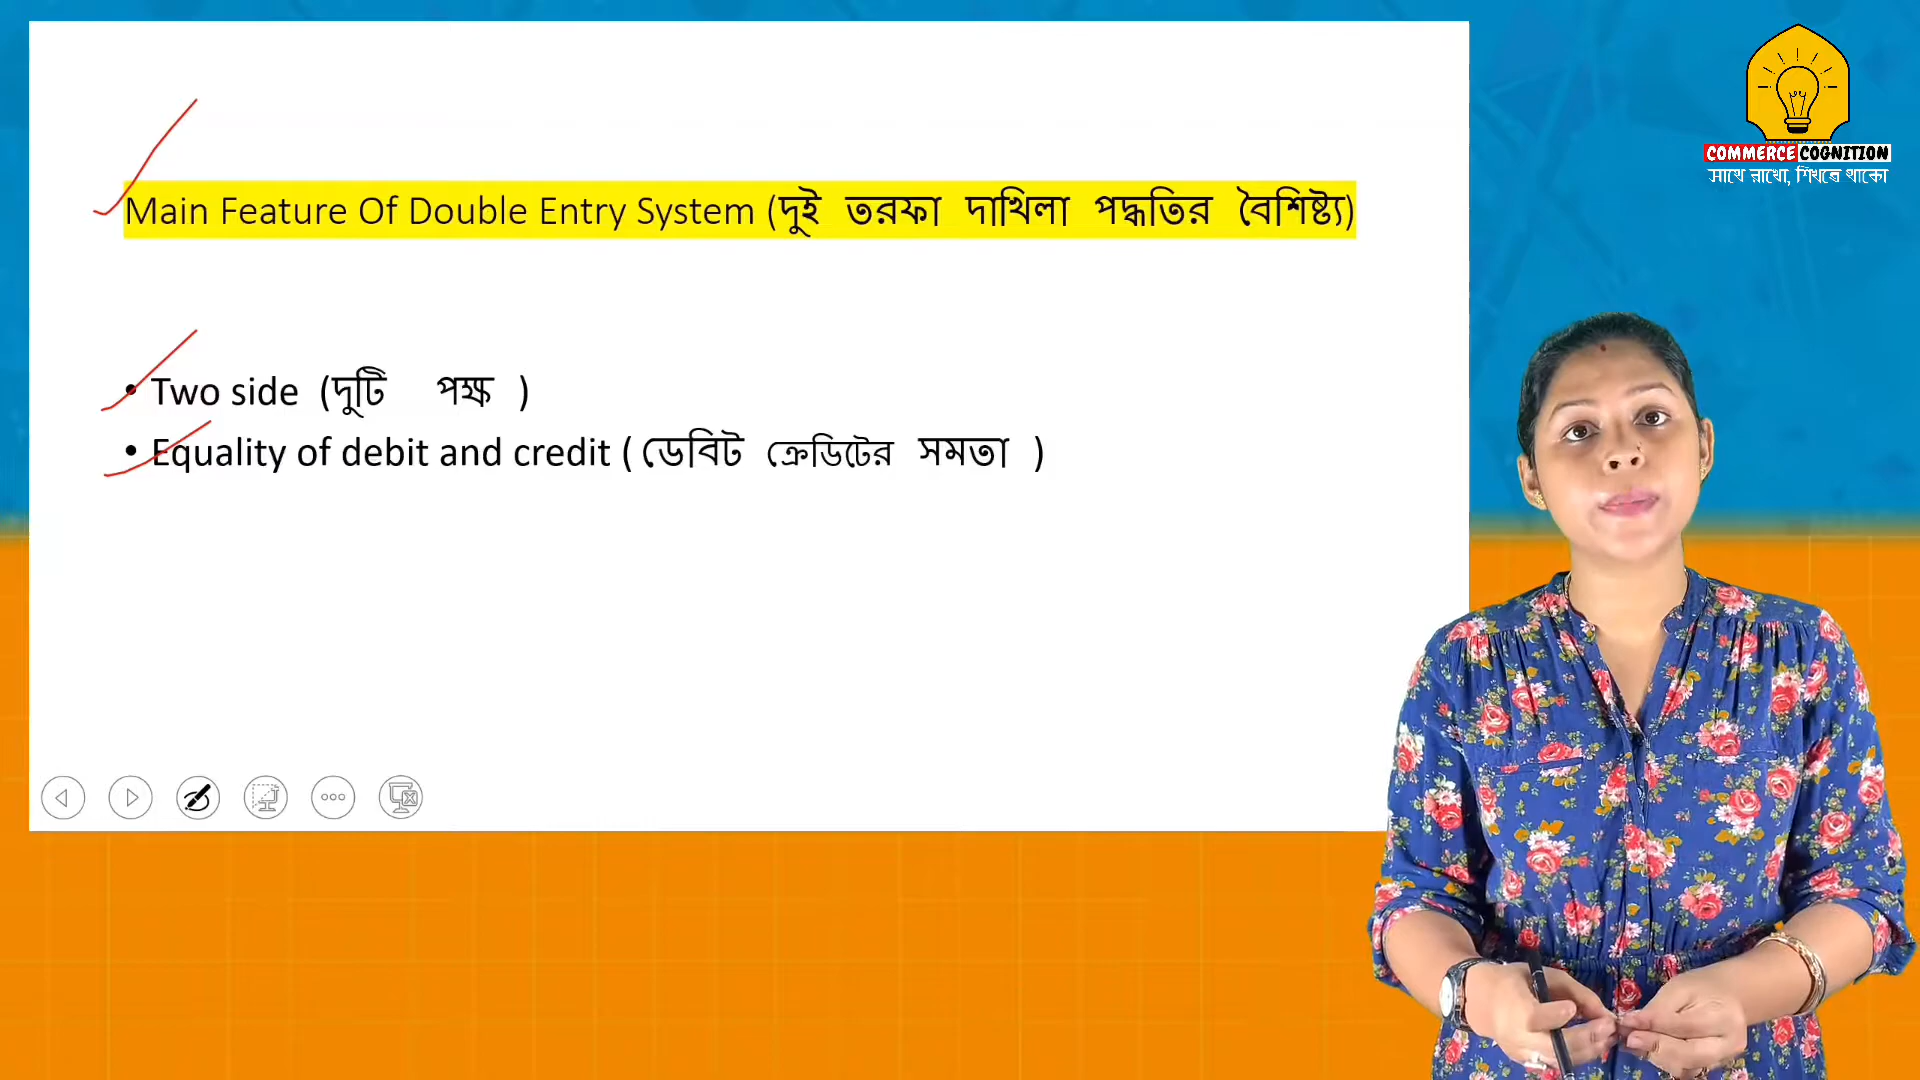 COMMERCE COGNITION
সাথে রাখো, শিখতে থাকো
Main Feature Of Double Entry System (দুই তরফা দাখিলা পদ্ধতির বৈশিষ্ট্য)
• Two side (দুটি পক্ষ )
• Equality of debit and credit ( ডেবিট ক্রেডিটের সমতা )